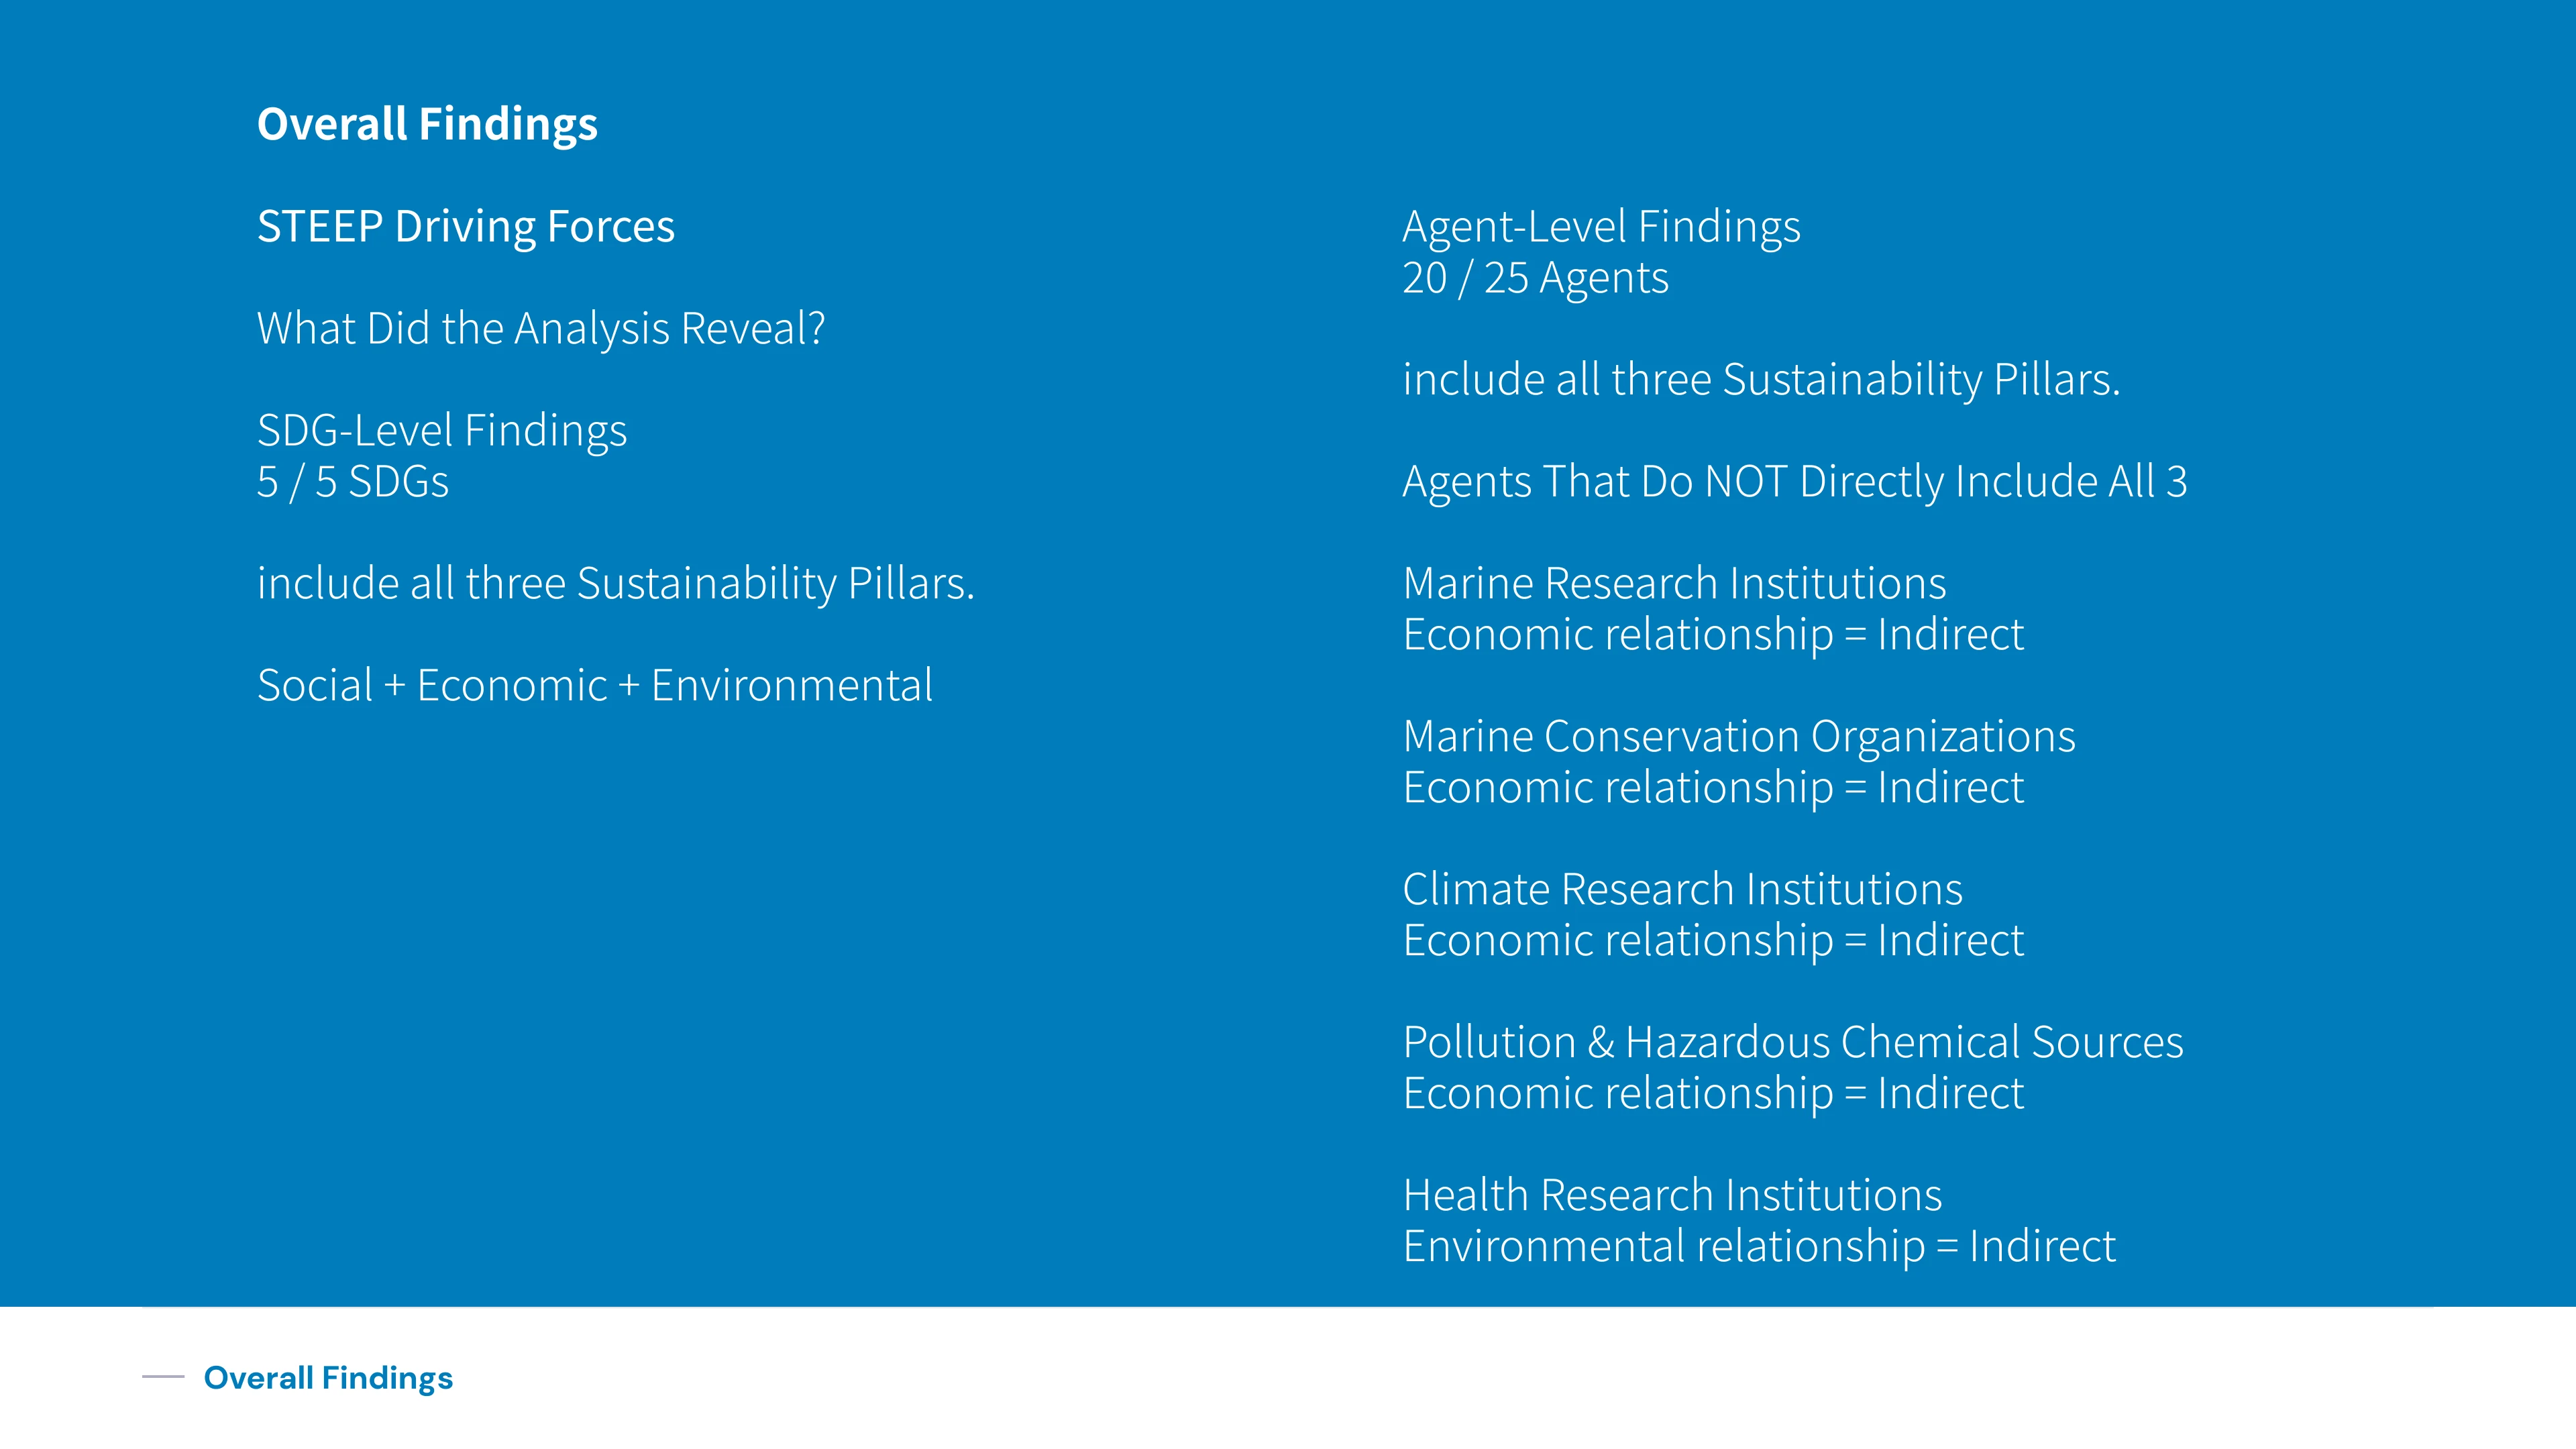 Overall Findings
STEEP Driving Forces
What Did the Analysis Reveal?
SDG-Level Findings
5 / 5 SDGs
include all three Sustainability Pillars.
Social + Economic + Environmental
Agent-Level Findings
20 / 25 Agents
include all three Sustainability Pillars.
Agents That Do NOT Directly Include All 3
Marine Research Institutions
Economic relationship = Indirect
Marine Conservation Organizations
Economic relationship = Indirect
Climate Research Institutions
Economic relationship = Indirect
Pollution & Hazardous Chemical Sources
Economic relationship = Indirect
Health Research Institutions
Environmental relationship = Indirect
Overall Findings